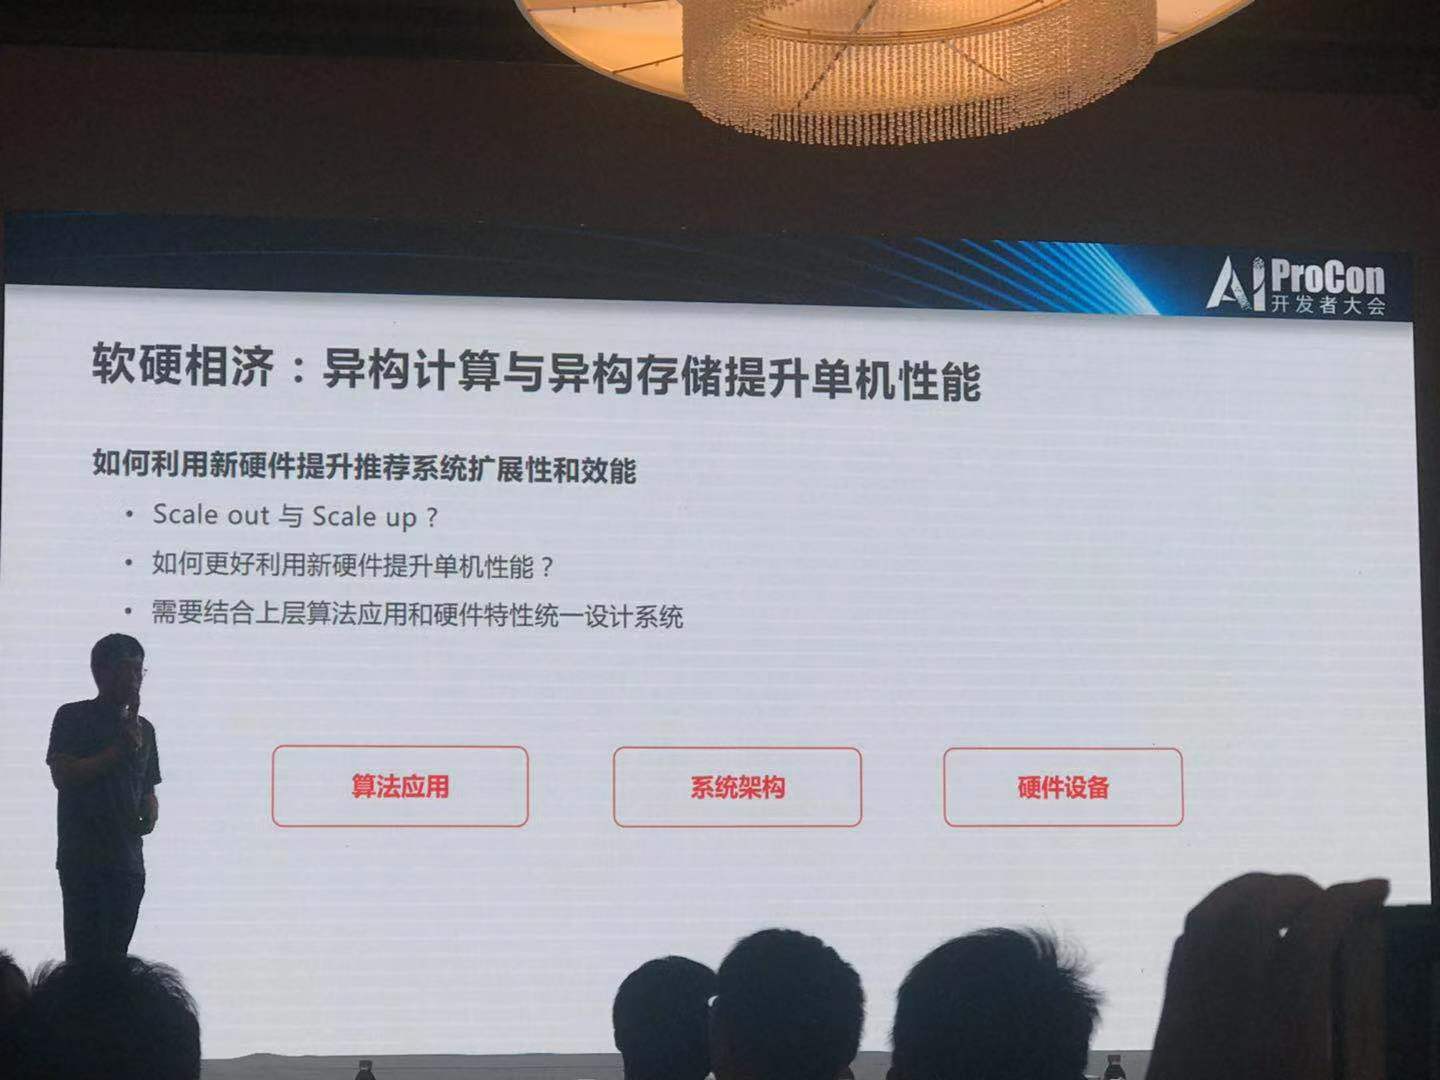 AI ProCon
开发者大会
软硬相济：异构计算与异构存储提升单机性能
如何利用新硬件提升推荐系统扩展性和效能
• Scale out 与 Scale up？
• 如何更好利用新硬件提升单机性能？
• 需要结合上层算法应用和硬件特性统一设计系统
算法应用
系统架构
硬件设备